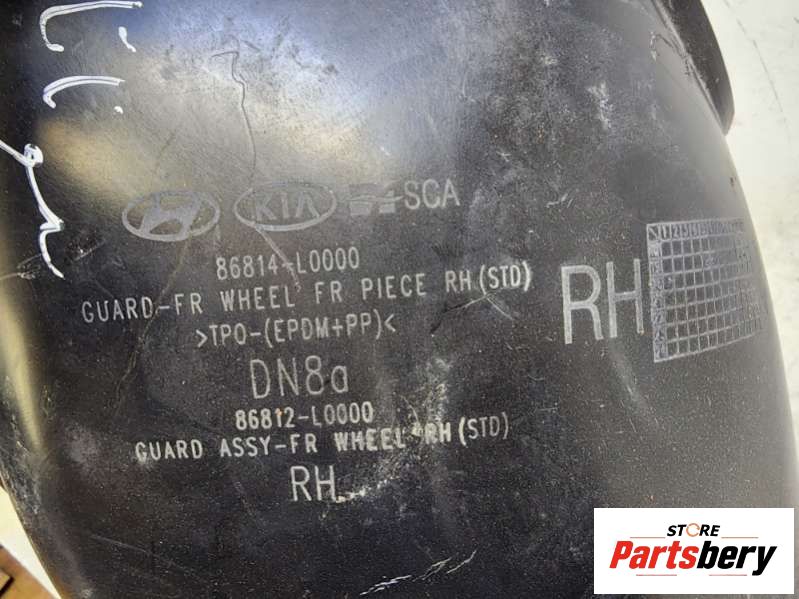 KIA SCA
86814-L0000
GUARD-FR WHEEL FR PIECE RH(STD)
>TPO-(EPDM+PP)<
DN8a
86812-L0000
GUARD ASSY-FR WHEEL RH(STD)
RH
RH
STORE
Partsbery